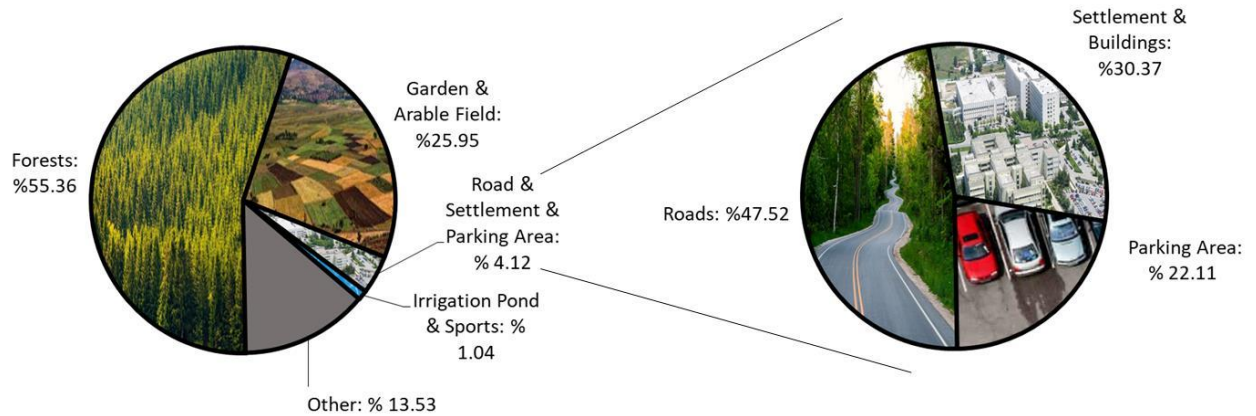 Forests:
%55.36
Garden &
Arable Field:
%25.95
Road &
Settlement &
Parking Area:
% 4.12
Irrigation Pond
& Sports: %
1.04
Other: % 13.53
Roads: %47.52
Settlement &
Buildings:
%30.37
Parking Area:
% 22.11